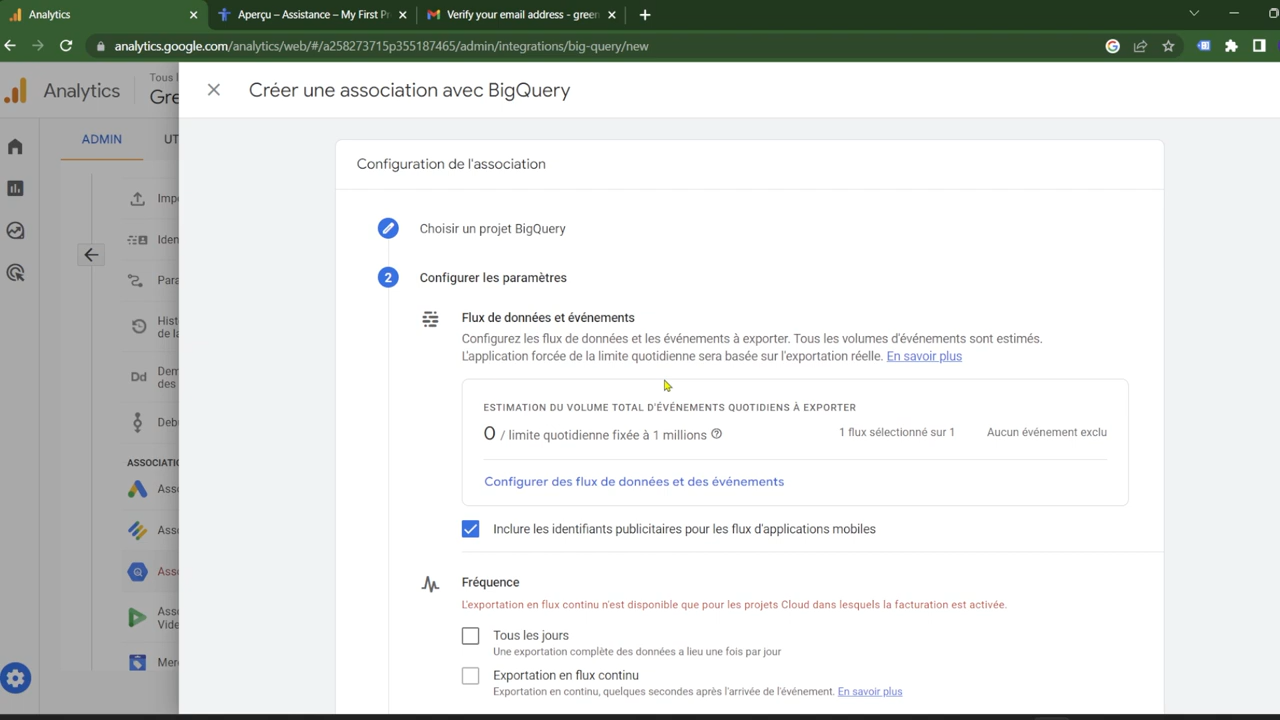 Analytics
Aperçu – Assistance – My First Pr
Verify your email address - green
analytics.google.com/analytics/web/#/a258273715p355187465/admin/integrations/big-query/new
Analytics
Tous l
Gre
Créer une association avec BigQuery
ADMIN
UT
Configuration de l'association
Impo
Iden
Para
Hist
de la
Dd
Dem
des
Debu
ASSOCIATIO
Asso
Asso
Asso
Asso
Vide
Merc
Choisir un projet BigQuery
2
Configurer les paramètres
Flux de données et événements
Configurez les flux de données et les événements à exporter. Tous les volumes d'événements sont estimés.
L'application forcée de la limite quotidienne sera basée sur l'exportation réelle. En savoir plus
ESTIMATION DU VOLUME TOTAL D'ÉVÉNEMENTS QUOTIDIENS À EXPORTER
0 / limite quotidienne fixée à 1 millions
1 flux sélectionné sur 1
Aucun événement exclu
Configurer des flux de données et des événements
Inclure les identifiants publicitaires pour les flux d'applications mobiles
Fréquence
L'exportation en flux continu n'est disponible que pour les projets Cloud dans lesquels la facturation est activée.
Tous les jours
Une exportation complète des données a lieu une fois par jour
Exportation en flux continu
Exportation en continu, quelques secondes après l'arrivée de l'événement. En savoir plus